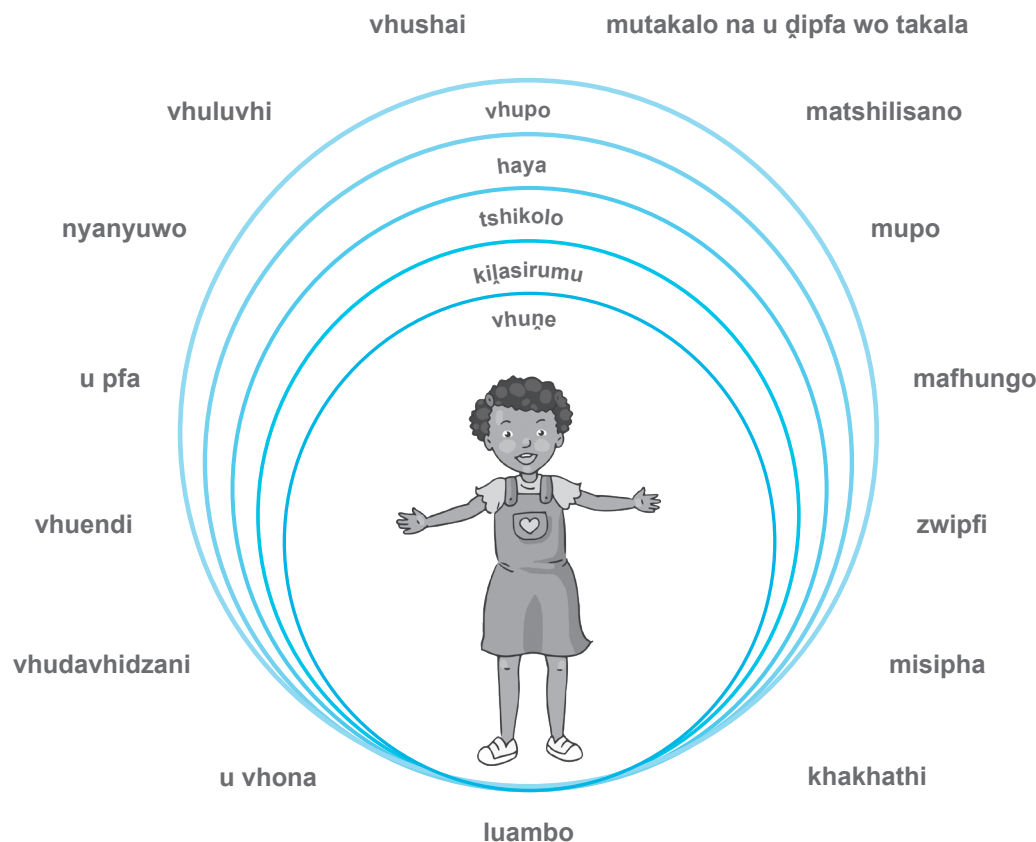 vhushai mutakalo na u ḓipfa wo takala
vhuluvhi vhupo matshilisano
haya
tshikolo
nyanyuwo mupo
kiḽasirumu
vhuṋe
u pfa mafhungo
vhuendi zwipfi
vhudavhidzani misipha
u vhona khakhathi
luambo